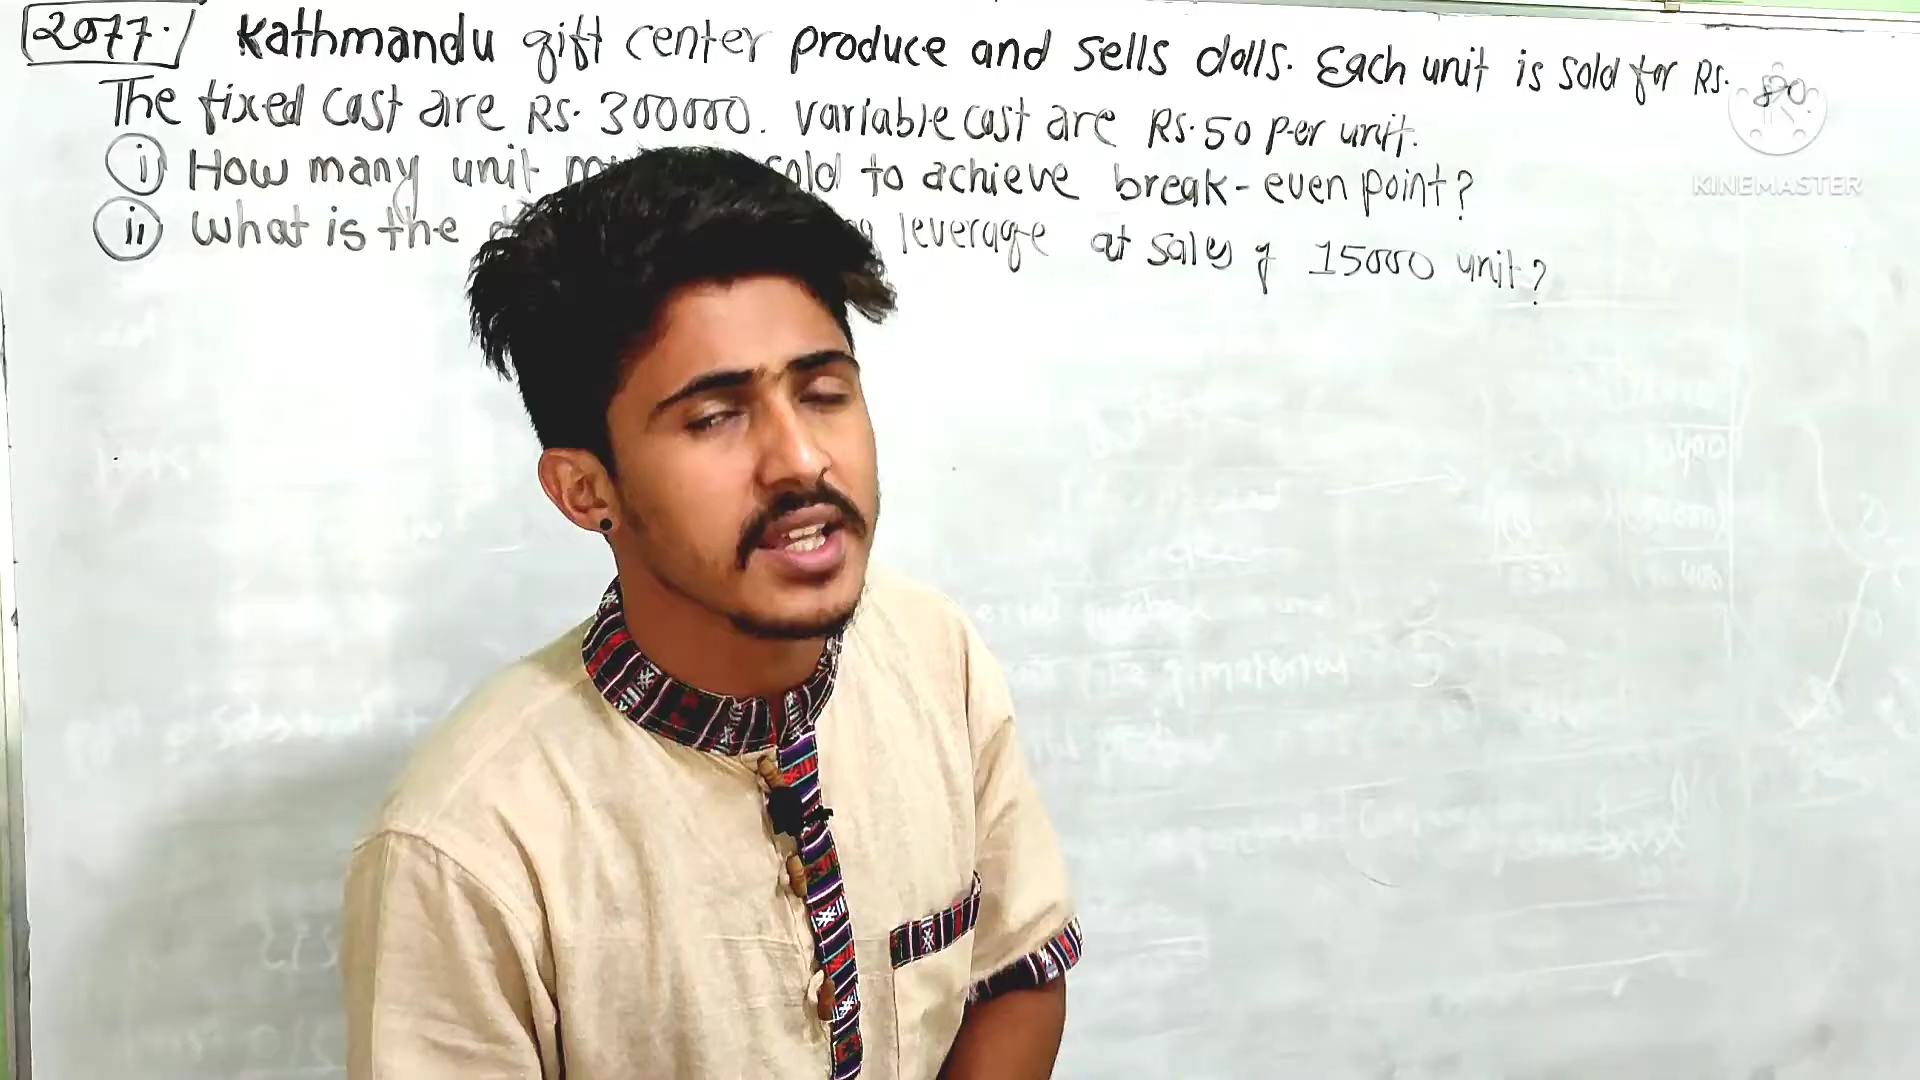 2077. Kathmandu gift center produce and sells dolls. Each unit is sold for Rs. 80.
The fixed cost are Rs. 300000. variable cost are Rs. 50 per unit.
i) How many unit sold to achieve break-even point?
ii) What is the leverage at sales of 15000 unit?
KINEMASTER